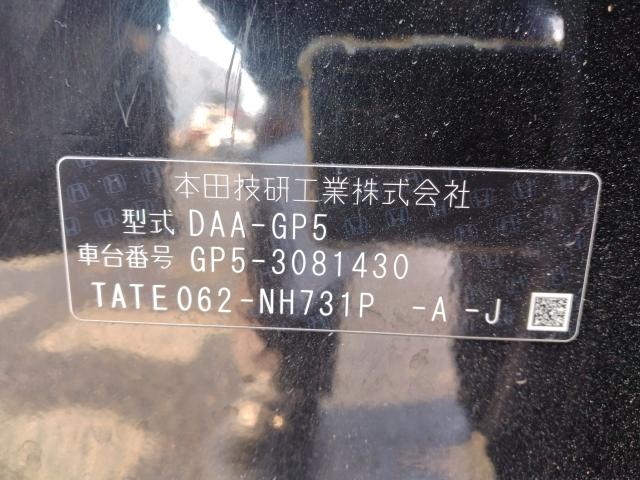 本田技研工業株式会社
型式 DAA-GP5
車台番号 GP5-3081430
TATE062-NH731P -A -J